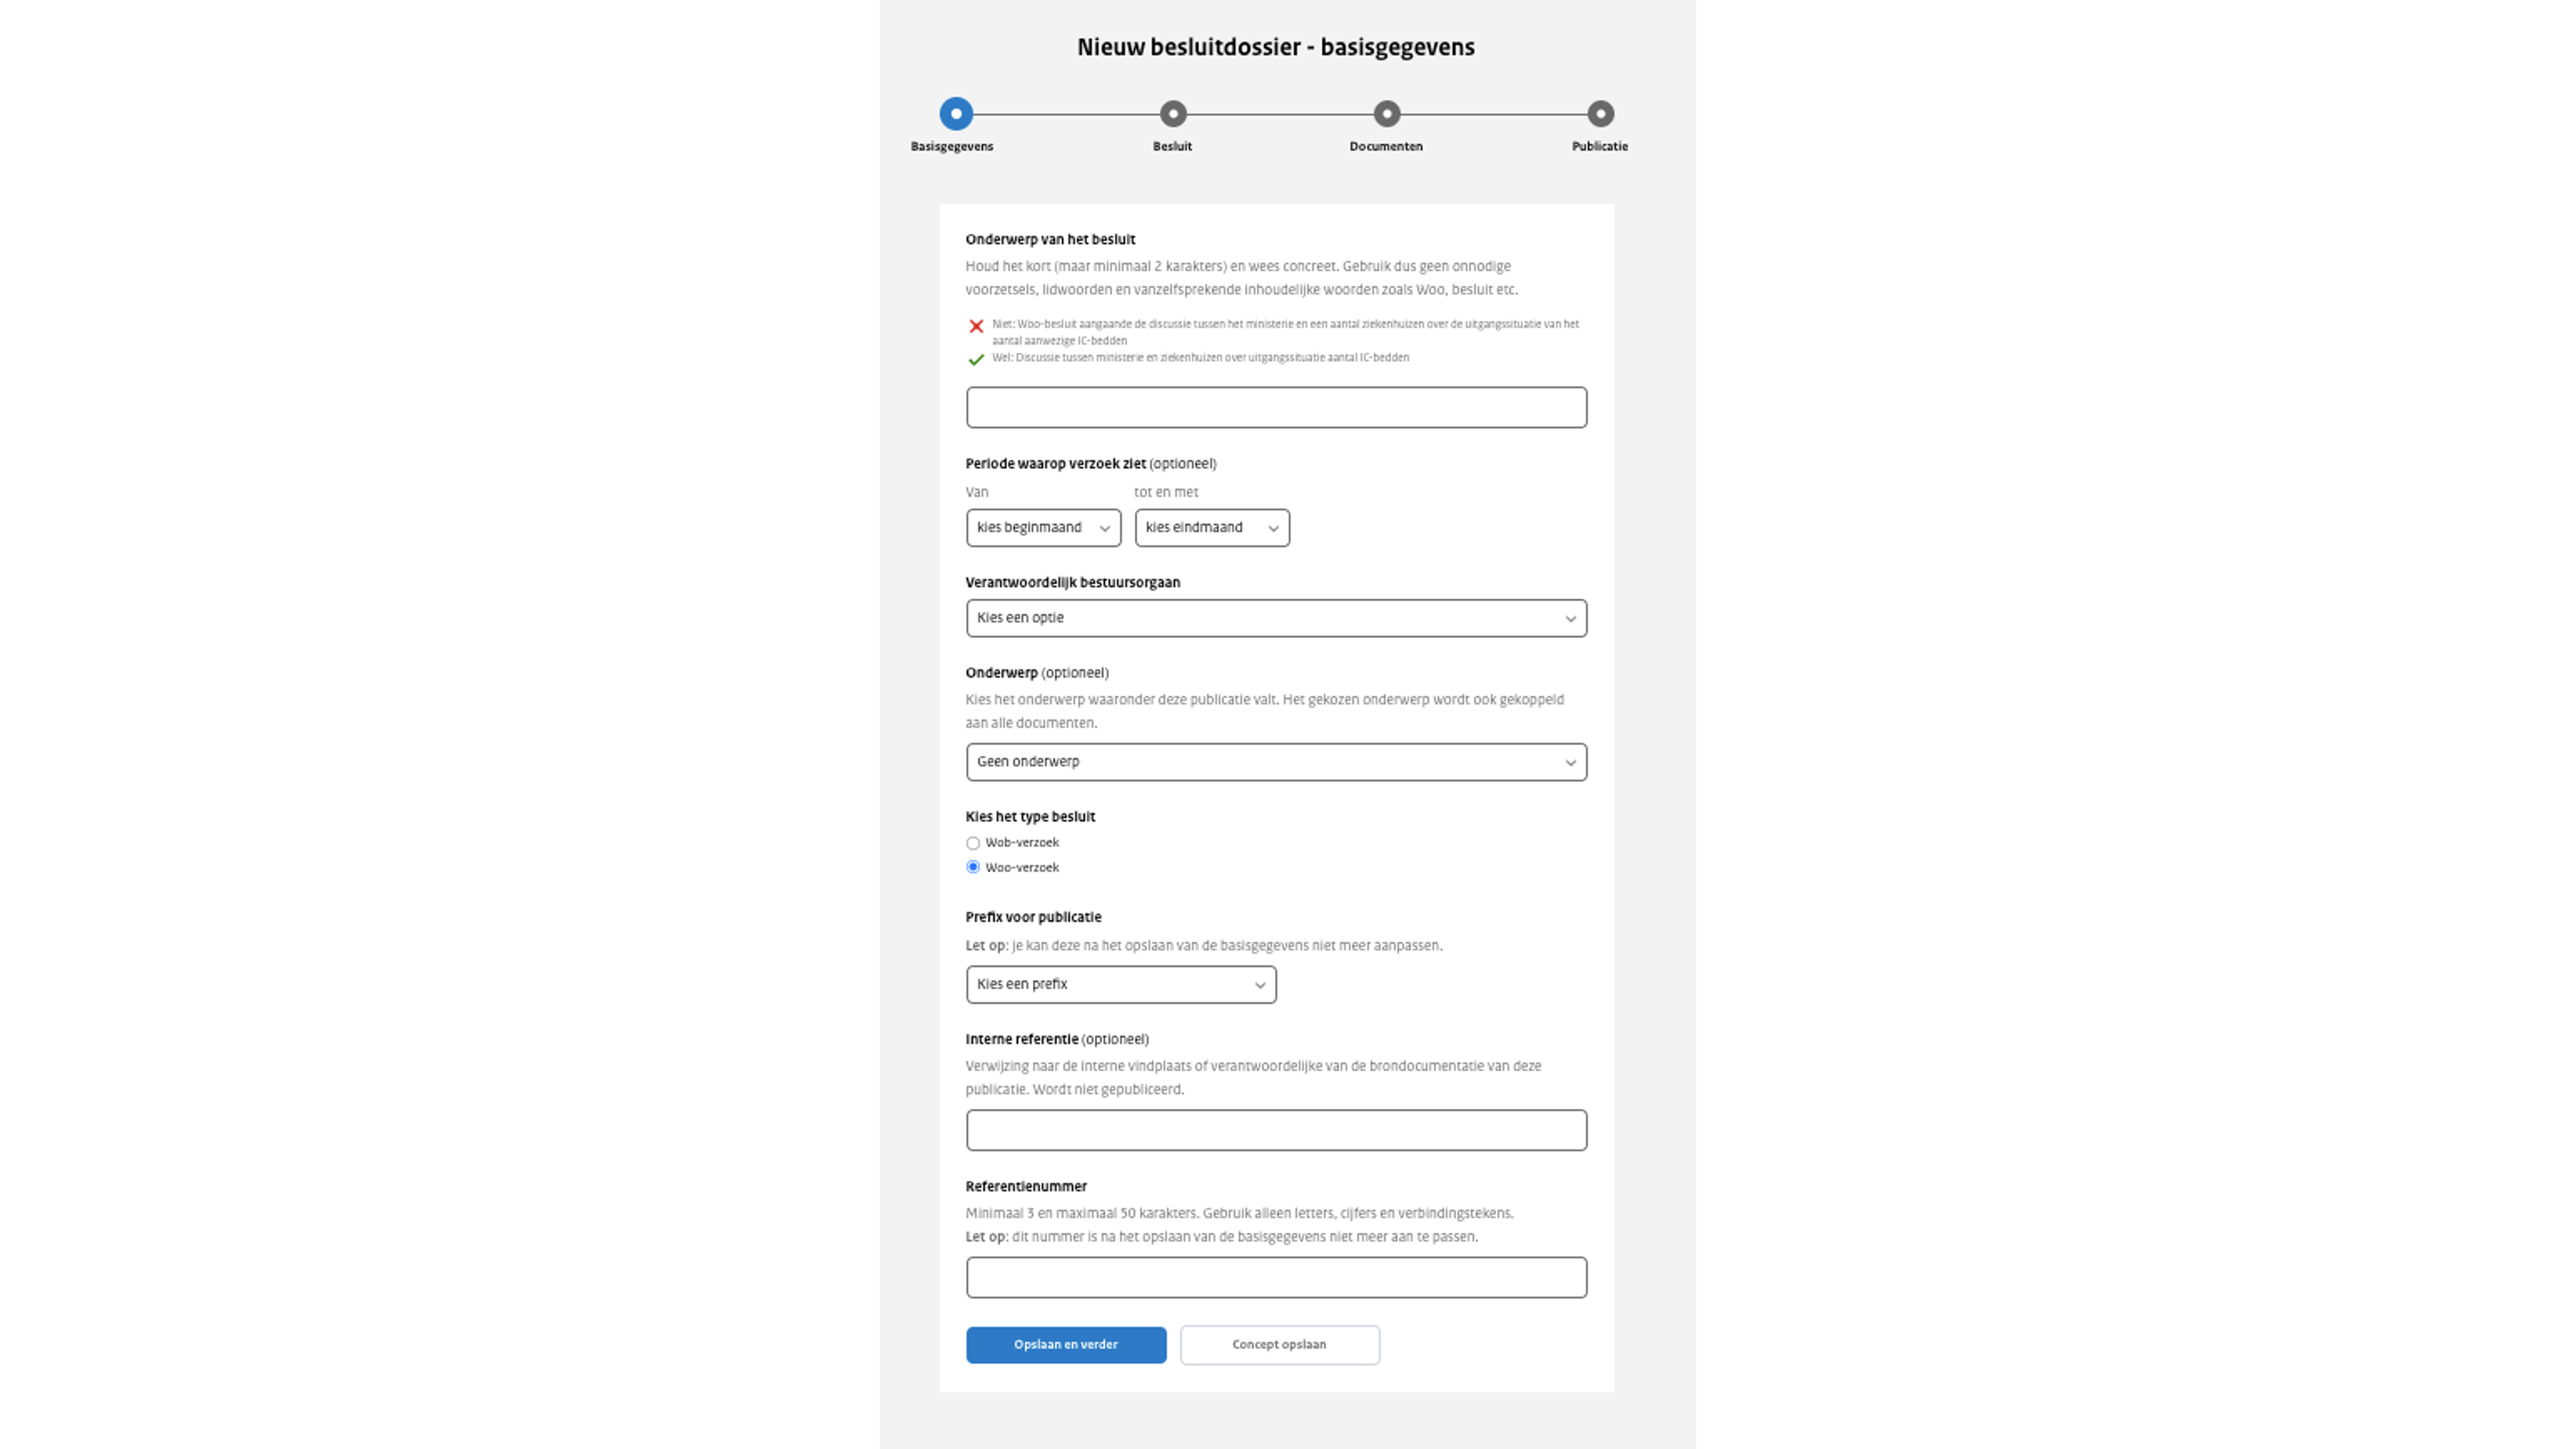 Nieuw besluitdossier - basisgegevens
Basisgegevens
Besluit
Documenten
Publicatie
Onderwerp van het besluit
Houd het kort (maar minimaal 2 karakters) en wees concreet. Gebruik dus geen onnodige
voorzetsels, lidwoorden en vanzelfsprekende inhoudelijke woorden zoals Woo, besluit etc.
Niet: Woo-besluit aangaande de discussie tussen het ministerie en een aantal ziekenhuizen over de uitgangssituatie van het
aantal aanwezige IC-bedden
Wel: Discussie tussen ministerie en ziekenhuizen over uitgangssituatie aantal IC-bedden
Periode waarop verzoek ziet (optioneel)
Van
tot en met
kies beginmaand
kies eindmaand
Verantwoordelijk bestuursorgaan
Kies een optie
Onderwerp (optioneel)
Kies het onderwerp waaronder deze publicatie valt. Het gekozen onderwerp wordt ook gekoppeld
aan alle documenten.
Geen onderwerp
Kies het type besluit
Wob-verzoek
Woo-verzoek
Prefix voor publicatie
Let op: je kan deze na het opslaan van de basisgegevens niet meer aanpassen.
Kies een prefix
Interne referentie (optioneel)
Verwijzing naar de interne vindplaats of verantwoordelijke van de brondocumentatie van deze
publicatie. Wordt niet gepubliceerd.
Referentienummer
Minimaal 3 en maximaal 50 karakters. Gebruik alleen letters, cijfers en verbindingstekens.
Let op: dit nummer is na het opslaan van de basisgegevens niet meer aan te passen.
Opslaan en verder
Concept opslaan